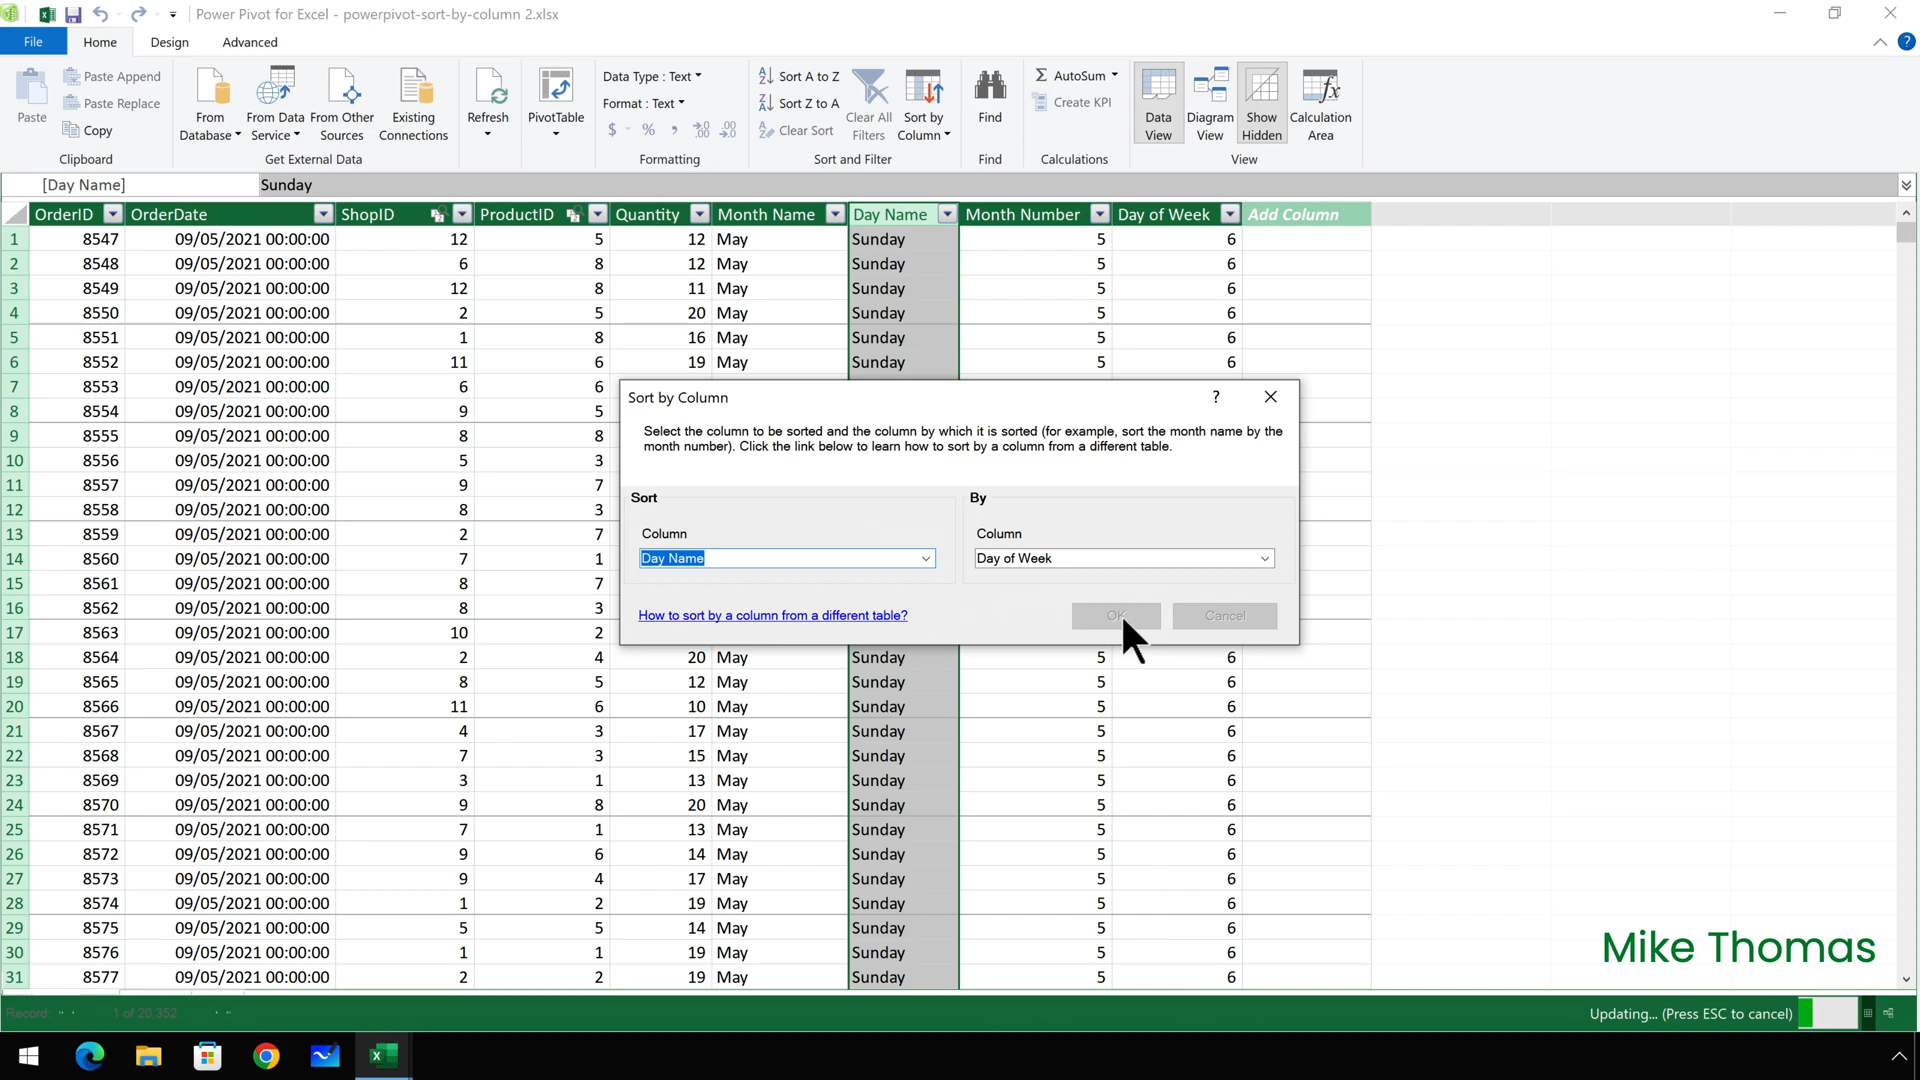 Power Pivot for Excel - powerpivot-sort-by-column 2.xlsx
File Home Design Advanced
Paste
Paste Append
Paste Replace
Copy
Clipboard
From Database
From Data Service
From Other Sources
Existing Connections
Get External Data
Refresh
PivotTable
Data Type : Text
Format : Text
$ % , .00 .00
Formatting
Sort A to Z
Sort Z to A
Clear Sort
Clear All Filters
Sort by Column
Sort and Filter
Find
Find
AutoSum
Create KPI
Calculations
Data View
Diagram View
Show Hidden
Calculation Area
View
[Day Name] Sunday
OrderID OrderDate ShopID ProductID Quantity Month Name Day Name Month Number Day of Week Add Column
1 8547 09/05/2021 00:00:00 12 5 12 May Sunday 5 6
2 8548 09/05/2021 00:00:00 6 8 12 May Sunday 5 6
3 8549 09/05/2021 00:00:00 12 8 11 May Sunday 5 6
4 8550 09/05/2021 00:00:00 2 5 20 May Sunday 5 6
5 8551 09/05/2021 00:00:00 1 8 16 May Sunday 5 6
6 8552 09/05/2021 00:00:00 11 6 19 May Sunday 5 6
7 8553 09/05/2021 00:00:00 6 6
8 8554 09/05/2021 00:00:00 9 5
9 8555 09/05/2021 00:00:00 8 8
10 8556 09/05/2021 00:00:00 5 3
11 8557 09/05/2021 00:00:00 9 7
12 8558 09/05/2021 00:00:00 8 3
13 8559 09/05/2021 00:00:00 2 7
14 8560 09/05/2021 00:00:00 7 1
15 8561 09/05/2021 00:00:00 8 7
16 8562 09/05/2021 00:00:00 8 3
17 8563 09/05/2021 00:00:00 10 2
18 8564 09/05/2021 00:00:00 2 4 20 May Sunday 5 6
19 8565 09/05/2021 00:00:00 8 5 12 May Sunday 5 6
20 8566 09/05/2021 00:00:00 11 6 10 May Sunday 5 6
21 8567 09/05/2021 00:00:00 4 3 17 May Sunday 5 6
22 8568 09/05/2021 00:00:00 7 3 15 May Sunday 5 6
23 8569 09/05/2021 00:00:00 3 1 13 May Sunday 5 6
24 8570 09/05/2021 00:00:00 9 8 20 May Sunday 5 6
25 8571 09/05/2021 00:00:00 7 1 13 May Sunday 5 6
26 8572 09/05/2021 00:00:00 9 6 14 May Sunday 5 6
27 8573 09/05/2021 00:00:00 9 4 17 May Sunday 5 6
28 8574 09/05/2021 00:00:00 1 2 19 May Sunday 5 6
29 8575 09/05/2021 00:00:00 5 5 14 May Sunday 5 6
30 8576 09/05/2021 00:00:00 1 1 19 May Sunday 5 6
31 8577 09/05/2021 00:00:00 2 2 19 May Sunday 5 6
Sort by Column ?
Select the column to be sorted and the column by which it is sorted (for example, sort the month name by the
month number). Click the link below to learn how to sort by a column from a different table.
Sort By
Column Column
Day Name Day of Week
How to sort by a column from a different table? OK Cancel
Mike Thomas
Record: 1 of 20,352 Updating... (Press ESC to cancel)